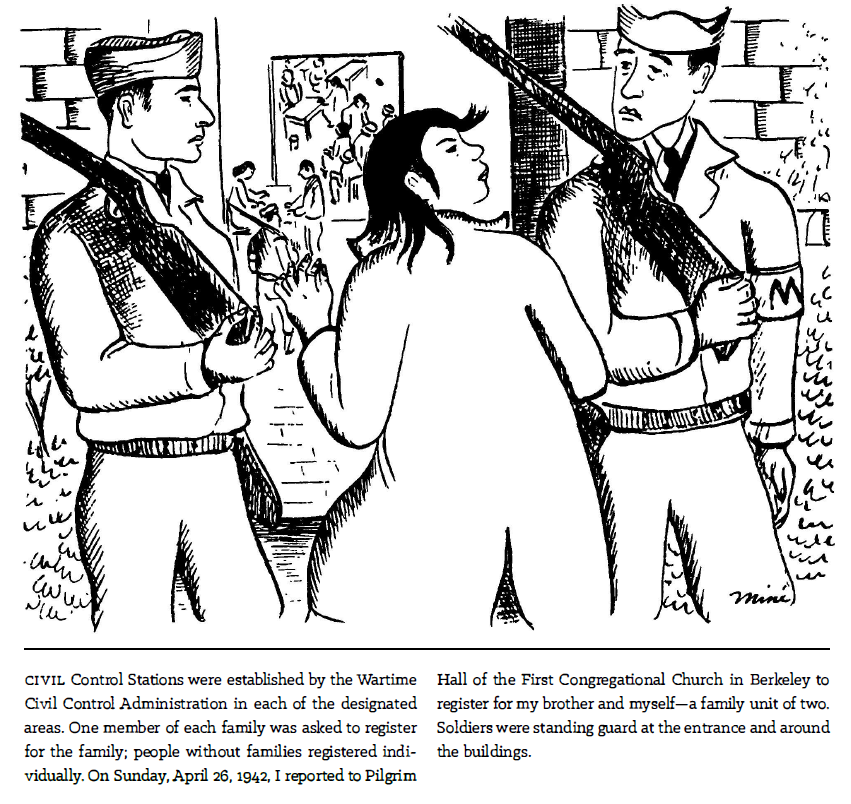 M
Miné
CIVIL Control Stations were established by the Wartime
Civil Control Administration in each of the designated
areas. One member of each family was asked to register
for the family; people without families registered indi-
vidually. On Sunday, April 26, 1942, I reported to Pilgrim
Hall of the First Congregational Church in Berkeley to
register for my brother and myself—a family unit of two.
Soldiers were standing guard at the entrance and around
the buildings.